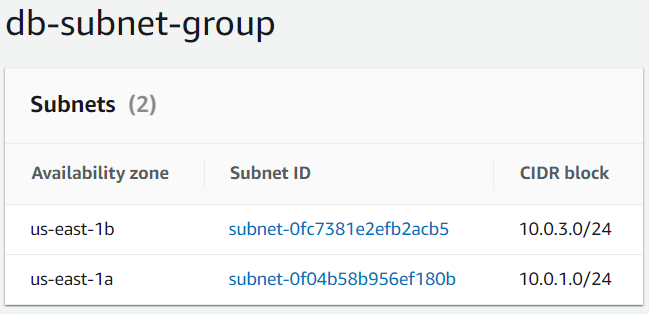 db-subnet-group
Subnets (2)
Availability zone Subnet ID CIDR block
us-east-1b subnet-0fc7381e2efb2acb5 10.0.3.0/24
us-east-1a subnet-0f04b58b956ef180b 10.0.1.0/24